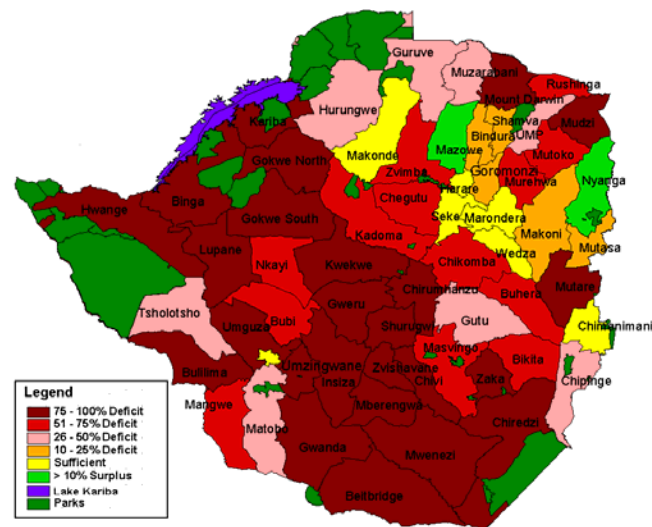 Guruve
Muzarabani
Rushinga
Mount Darwin
Hurungwe
Shamva
UMP
Mudzi
Kariba
Bindura
Mazowe
Makonde
Mutoko
Gokwe North
Zvimba
Goromonzi
Murehwa
Nyanga
Harare
Binga
Chegutu
Hwange
Gokwe South
Seke
Marondera
Makoni
Kadoma
Mutasa
Lupane
Wedza
Nkayi
Kwekwe
Chikomba
Chirumhanzu
Buhera
Mutare
Tsholotsho
Gweru
Umguza
Bubi
Shurugwi
Gutu
Chimanimani
Masvingo
Bulilima
Umzingwane
Zvishavane
Bikita
Insiza
Chivi
Zaka
Chipinge
Mangwe
Mberengwa
Matobo
Chiredzi
Gwanda
Mwenezi
Beitbridge
Legend
75 - 100% Deficit
51 - 75% Deficit
26 - 50% Deficit
10 - 25% Deficit
Sufficient
> 10% Surplus
Lake Kariba
Parks